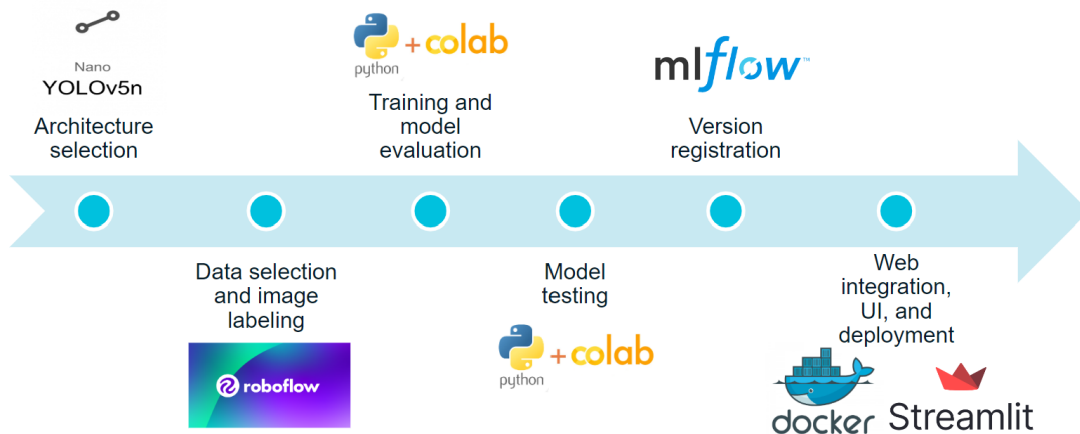 Nano
YOLOv5n
Architecture
selection
Data selection
and image
labeling
roboflow
python
+ colab
Training and
model
evaluation
Model
testing
python
+ colab
mlflow™
Version
registration
Web
integration,
UI, and
deployment
docker
Streamlit